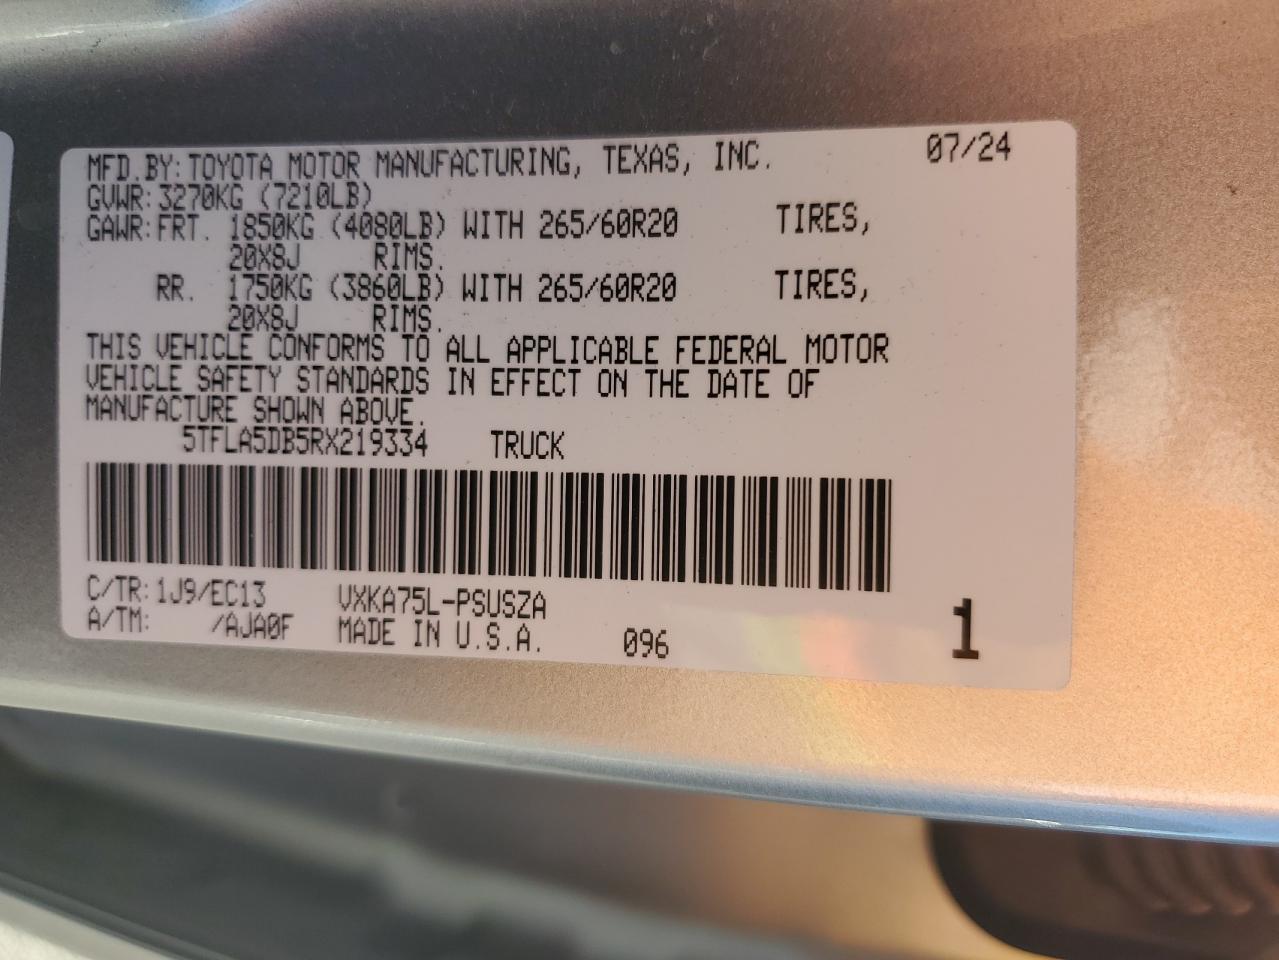 MFD.BY: TOYOTA MOTOR MANUFACTURING, TEXAS, INC. 07/24
GVWR: 3270KG (7210LB)
GAWR: FRT. 1850KG (4080LB) WITH 265/60R20 TIRES,
20X8J RIMS.
RR. 1750KG (3860LB) WITH 265/60R20 TIRES,
20X8J RIMS.
THIS VEHICLE CONFORMS TO ALL APPLICABLE FEDERAL MOTOR
VEHICLE SAFETY STANDARDS IN EFFECT ON THE DATE OF
MANUFACTURE SHOWN ABOVE.
5TFLA5DB5RX219334 TRUCK
C/TR: 1J9/EC13 VXKA75L-PSUSZA
A/TM: /AJA0F MADE IN U.S.A. 096 1